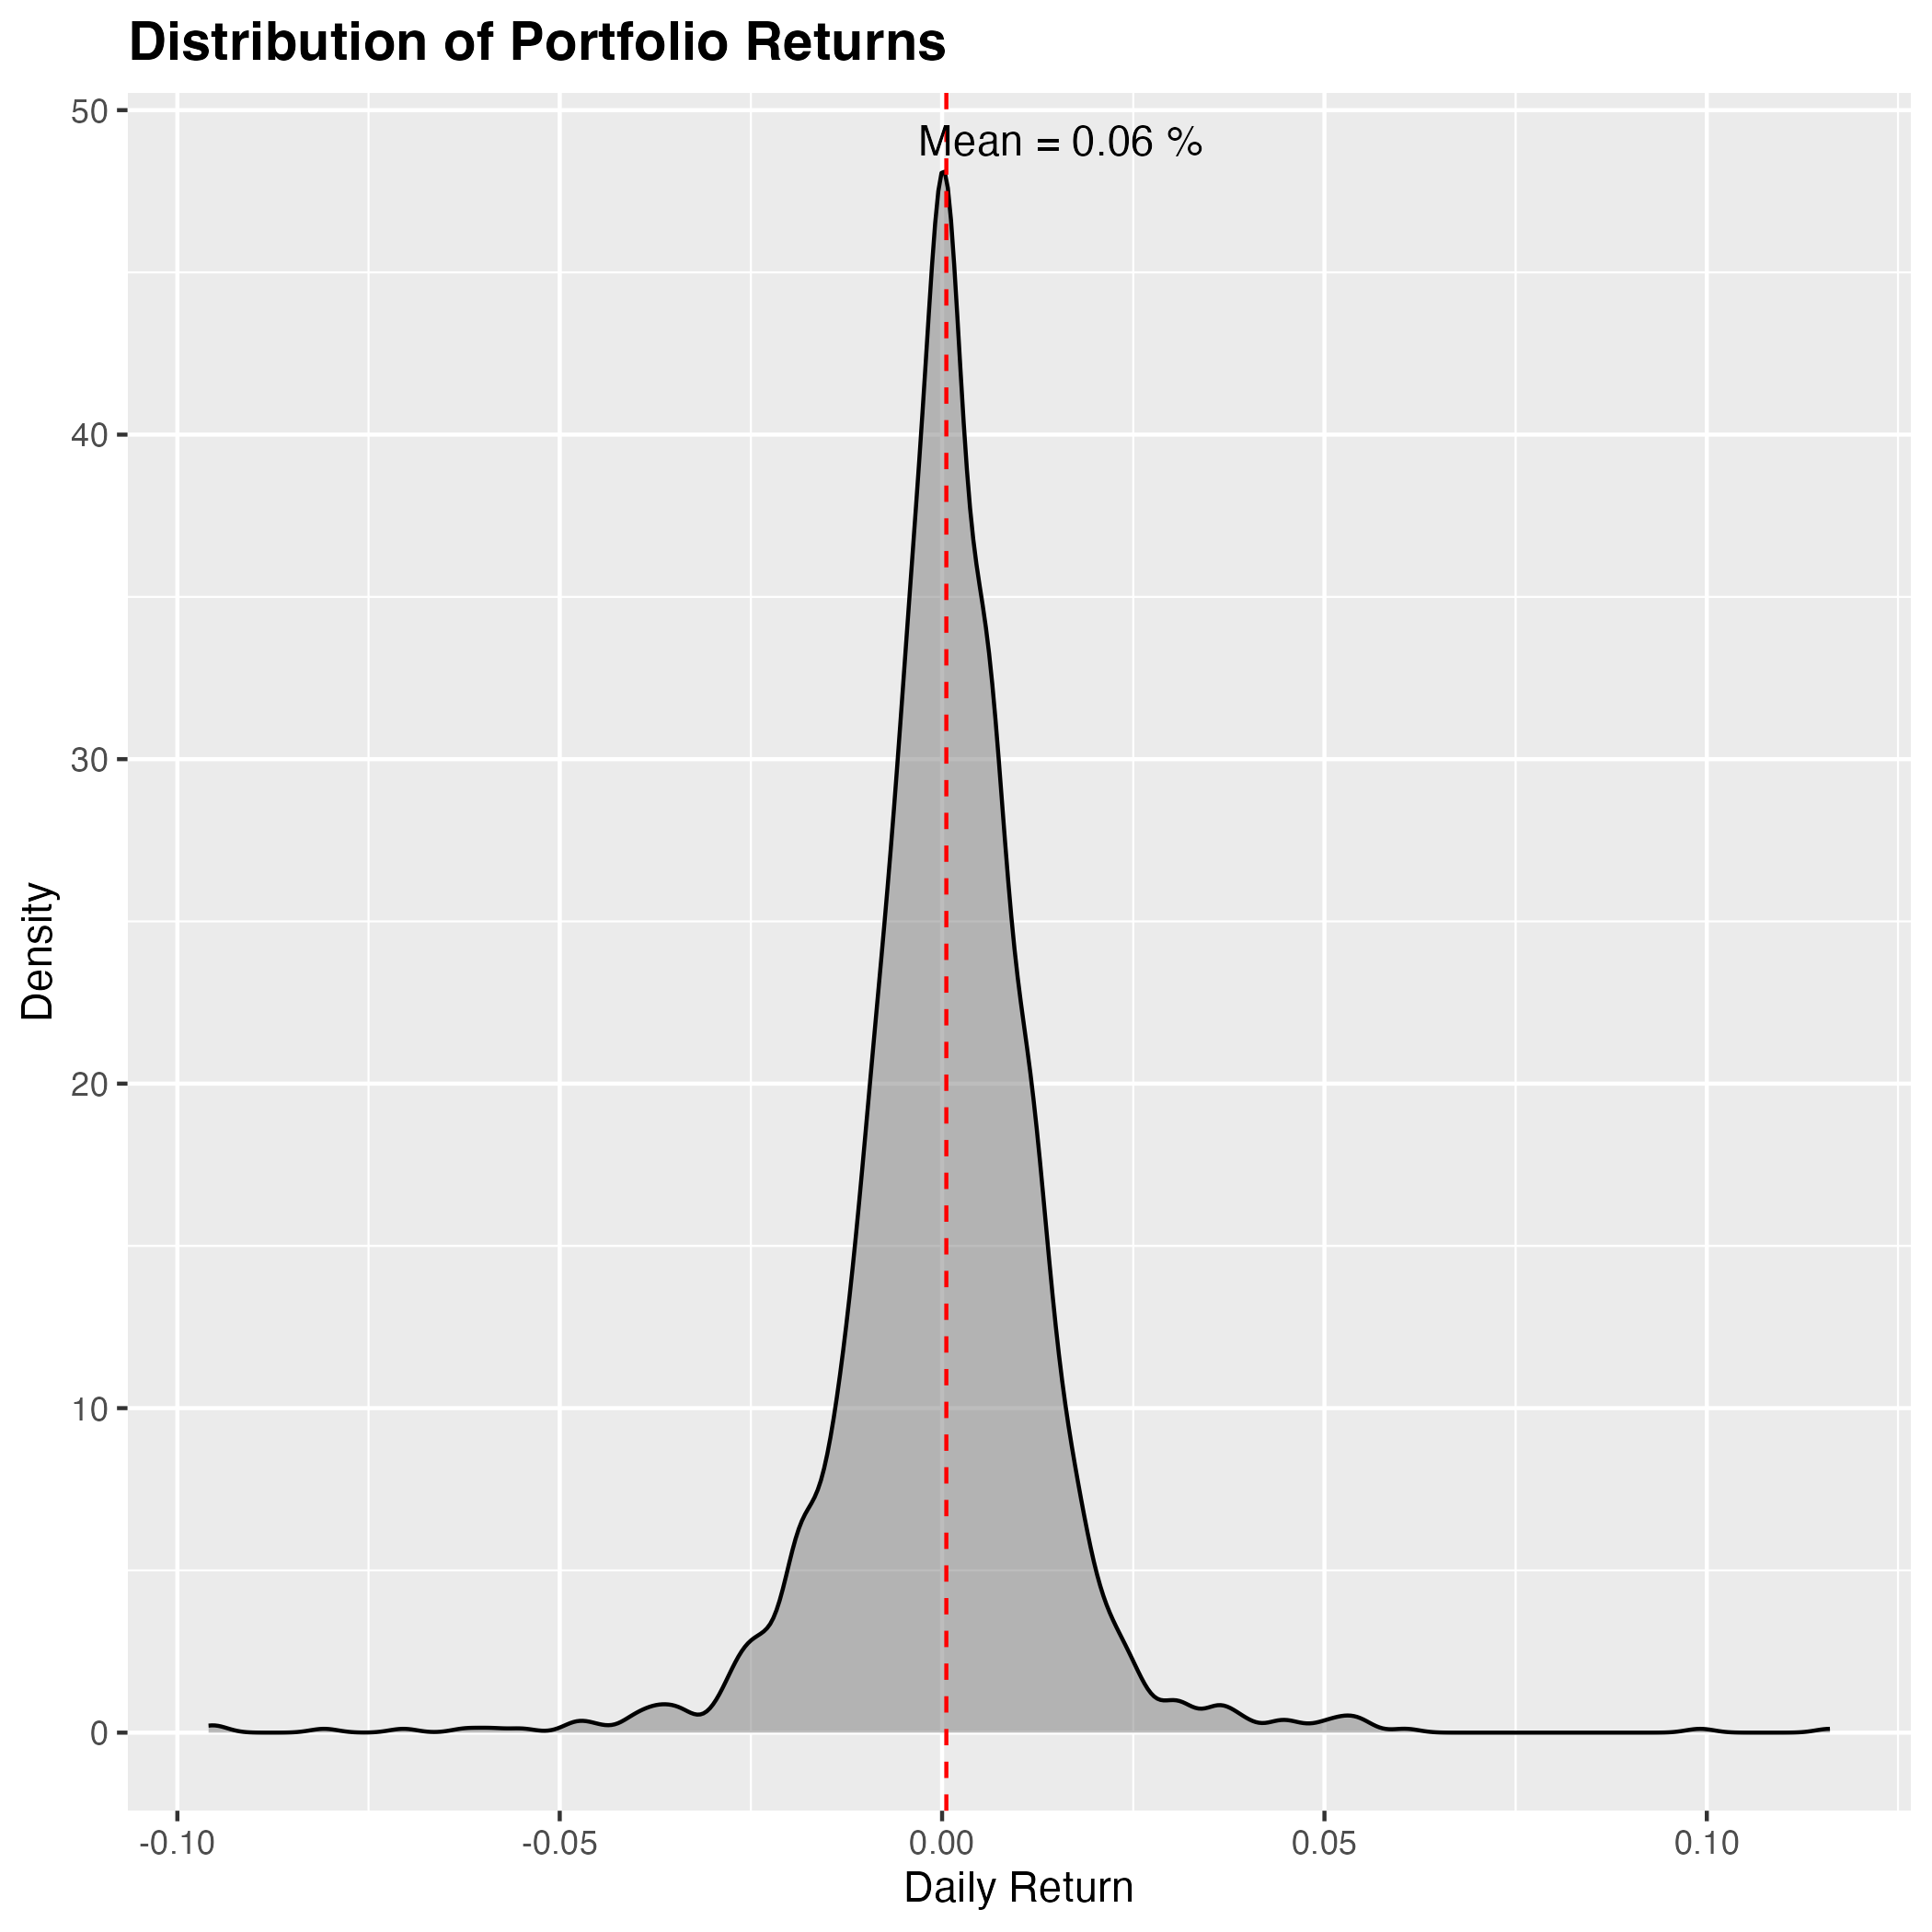 Distribution of Portfolio Returns
Mean = 0.06 %
50
40
30
20
10
0
Density
-0.10 -0.05 0.00 0.05 0.10
Daily Return